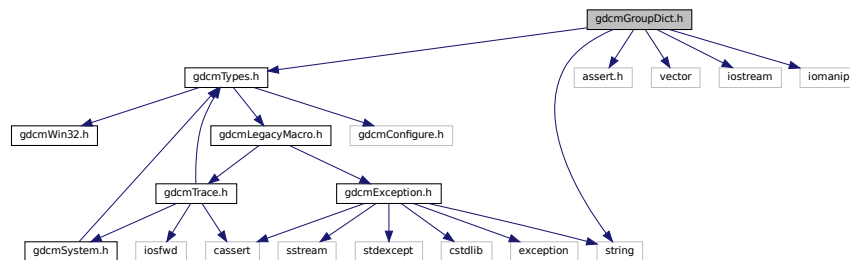 gdcmGroupDict.h
gdcmTypes.h
assert.h
vector
iostream
iomanip
gdcmWin32.h
gdcmLegacyMacro.h
gdcmConfigure.h
gdcmTrace.h
gdcmException.h
gdcmSystem.h
iosfwd
cassert
sstream
stdexcept
cstdlib
exception
string